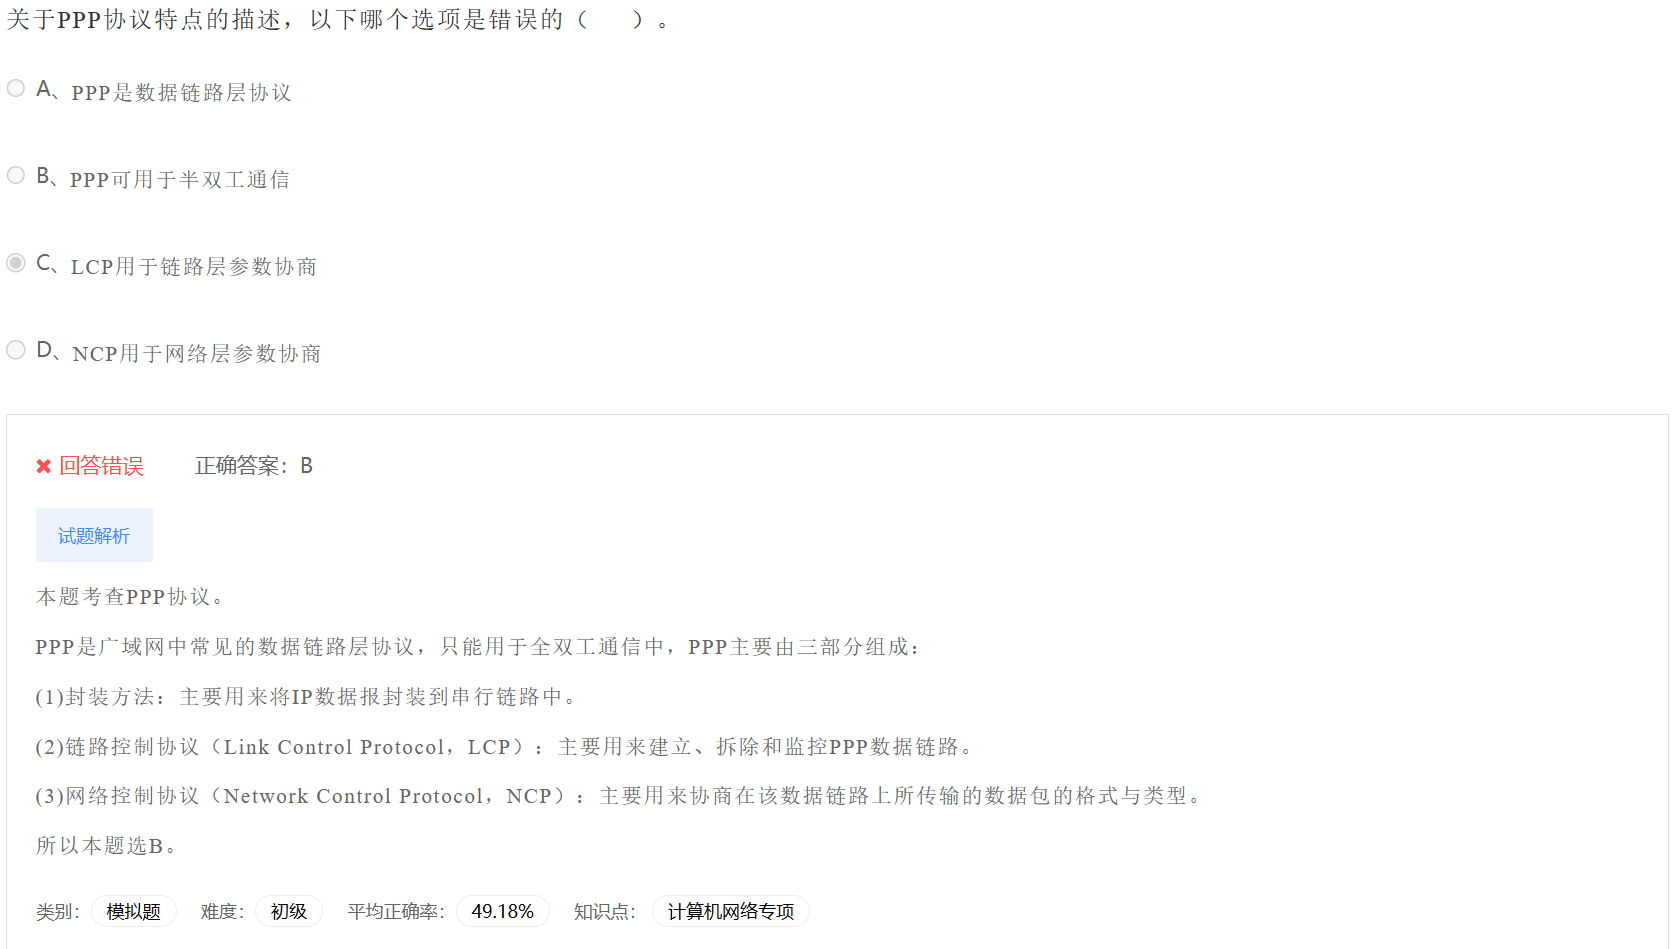 关于PPP协议特点的描述，以下哪个选项是错误的（　　）。
A、PPP是数据链路层协议
B、PPP可用于半双工通信
C、LCP用于链路层参数协商
D、NCP用于网络层参数协商
回答错误 正确答案：B
试题解析
本题考查PPP协议。
PPP是广域网中常见的数据链路层协议，只能用于全双工通信中，PPP主要由三部分组成：
(1)封装方法：主要用来将IP数据报封装到串行链路中。
(2)链路控制协议（Link Control Protocol，LCP）：主要用来建立、拆除和监控PPP数据链路。
(3)网络控制协议（Network Control Protocol，NCP）：主要用来协商在该数据链路上所传输的数据包的格式与类型。
所以本题选B。
类别： 模拟题 难度： 初级 平均正确率： 49.18% 知识点： 计算机网络专项